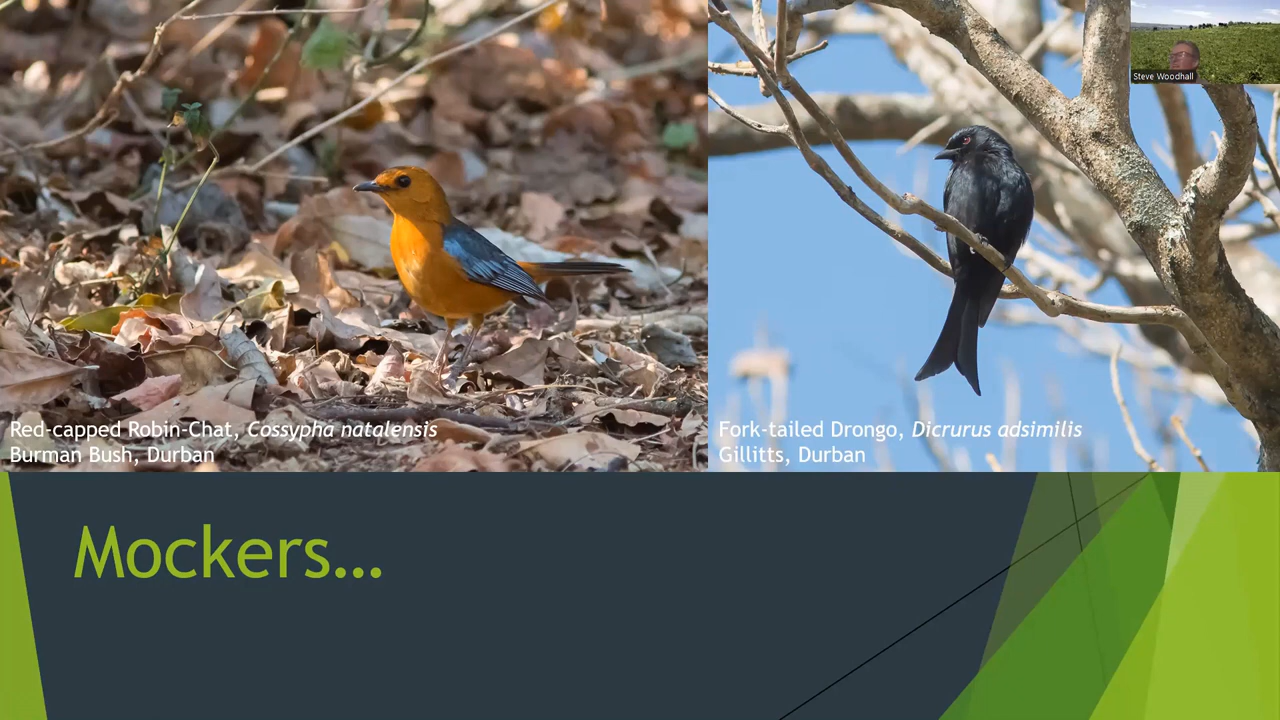 Steve Woodhall
Red-capped Robin-Chat, Cossypha natalensis
Burman Bush, Durban
Fork-tailed Drongo, Dicrurus adsimilis
Gillitts, Durban
Mockers...